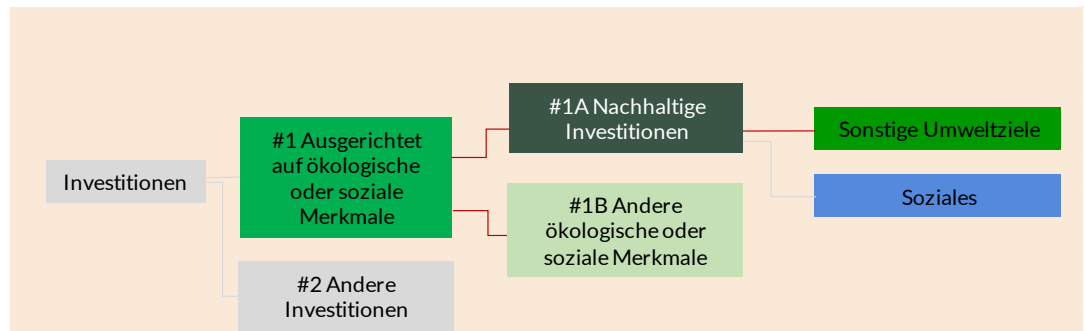 Investitionen
#1 Ausgerichtet
auf ökologische
oder soziale
Merkmale
#2 Andere
Investitionen
#1A Nachhaltige
Investitionen
#1B Andere
ökologische oder
soziale Merkmale
Sonstige Umweltziele
Soziales